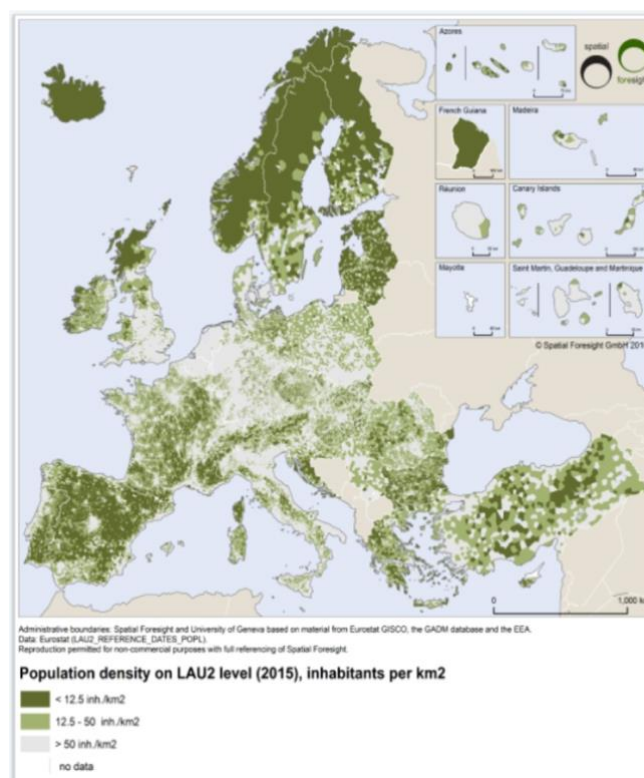 Azores
spatial
foresight
French Guiana
Madeira
Réunion
Canary Islands
Mayotte
Saint Martin, Guadeloupe and Martinique
© Spatial Foresight GmbH 201
0
1,000 k
Administrative boundaries: Spatial Foresight and University of Geneva based on material from Eurostat GISCO, the GADM database and the EEA.
Data: Eurostat (LAU2_REFERENCE_DATES_POPL).
Reproduction permitted for non-commercial purposes with full referencing of Spatial Foresight.
Population density on LAU2 level (2015), inhabitants per km2
< 12.5 inh./km2
12.5 - 50 inh./km2
> 50 inh./km2
no data